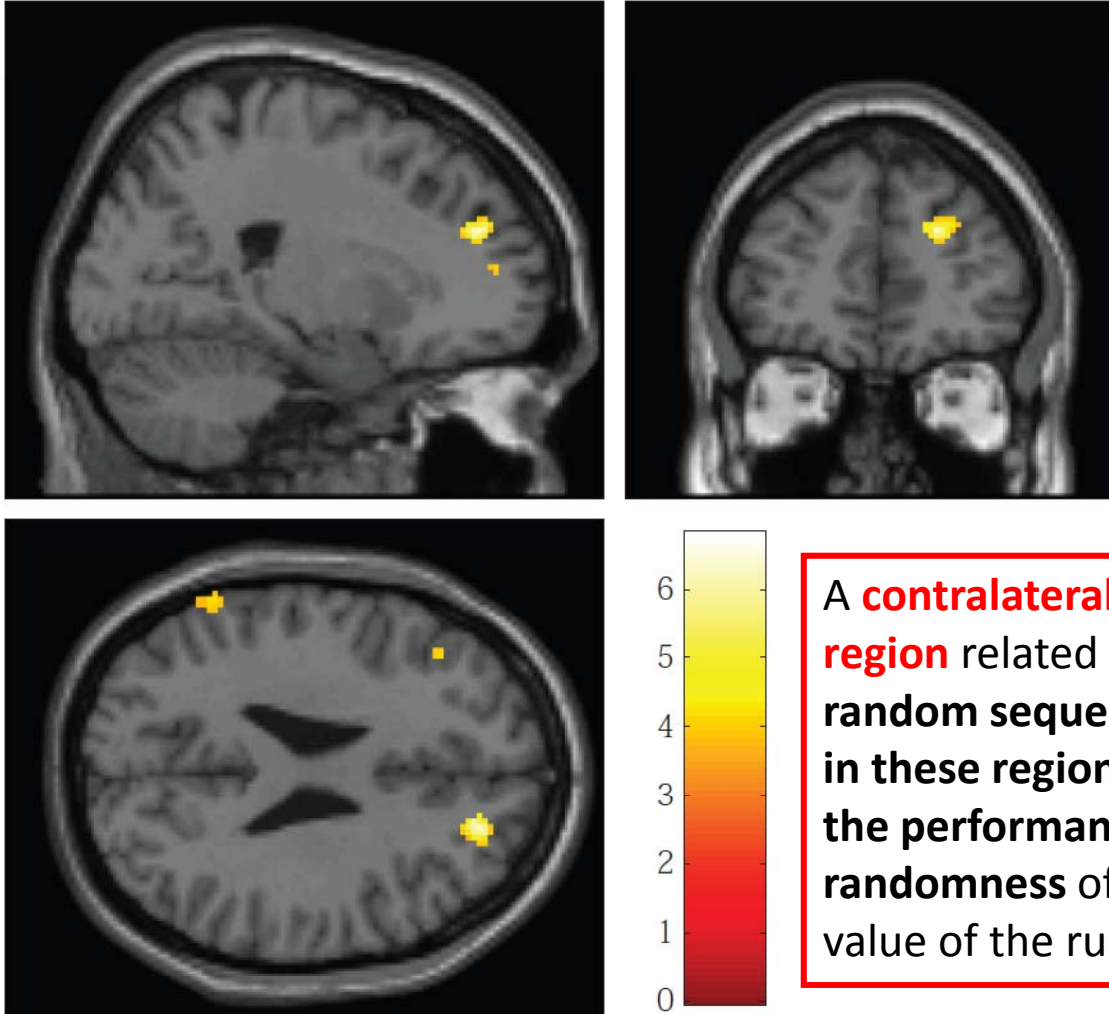 6
5
4
3
2
1
0
A contralateral
region related
random seque
in these region
the performan
randomness of
value of the ru